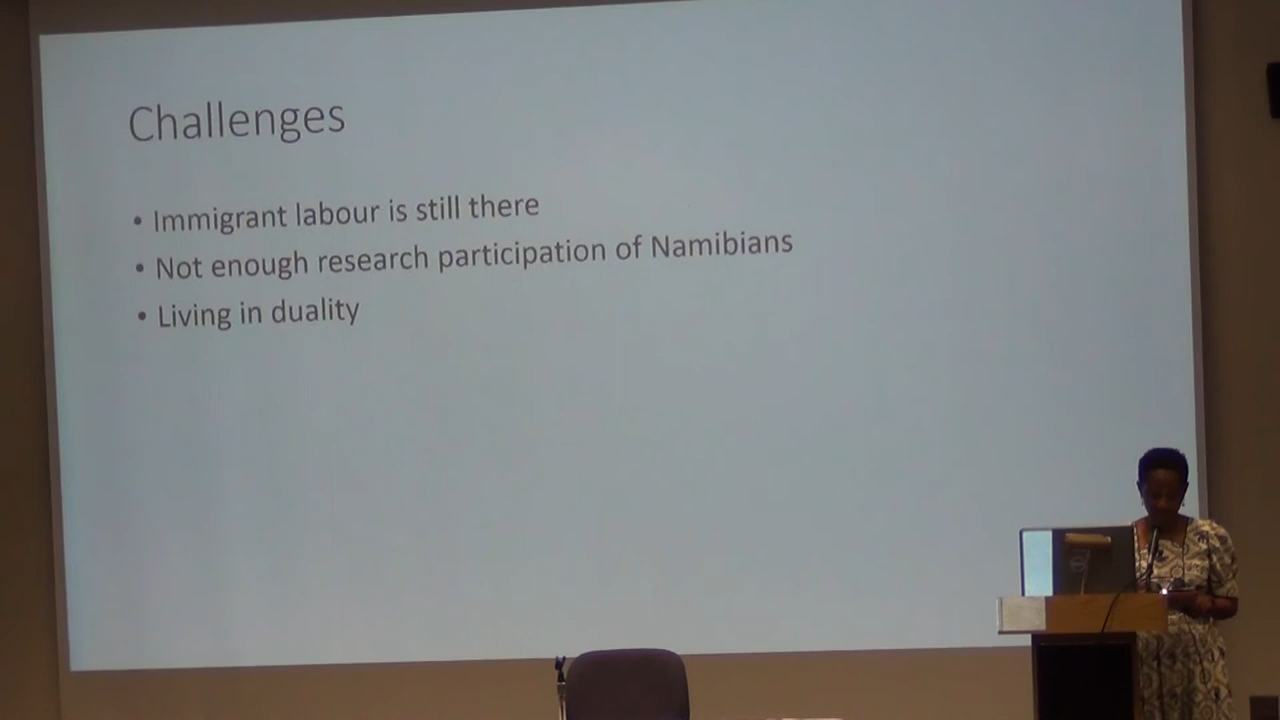 Challenges
• Immigrant labour is still there
• Not enough research participation of Namibians
• Living in duality